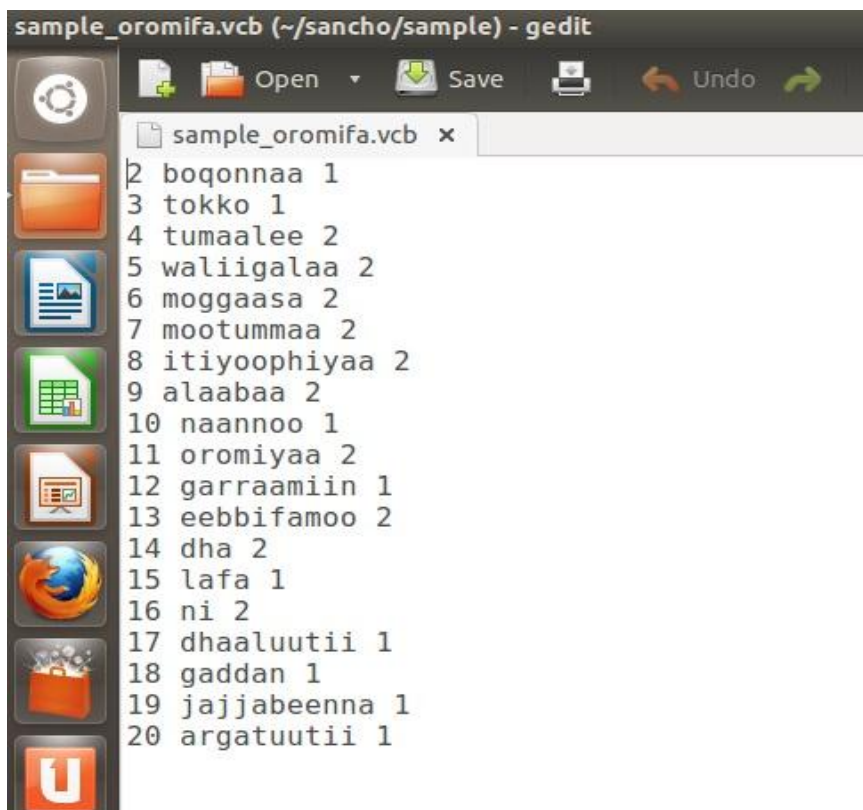 sample_oromifa.vcb (~/sancho/sample) - gedit
Open Save Undo
sample_oromifa.vcb ×
2 boqonnaa 1
3 tokko 1
4 tumaalee 2
5 waliigalaa 2
6 moggaasa 2
7 mootummaa 2
8 itiyoophiyaa 2
9 alaabaa 2
10 naannoo 1
11 oromiyaa 2
12 garraamiin 1
13 eebbifamoo 2
14 dha 2
15 lafa 1
16 ni 2
17 dhaaluutii 1
18 gaddan 1
19 jajjabeenna 1
20 argatuutii 1